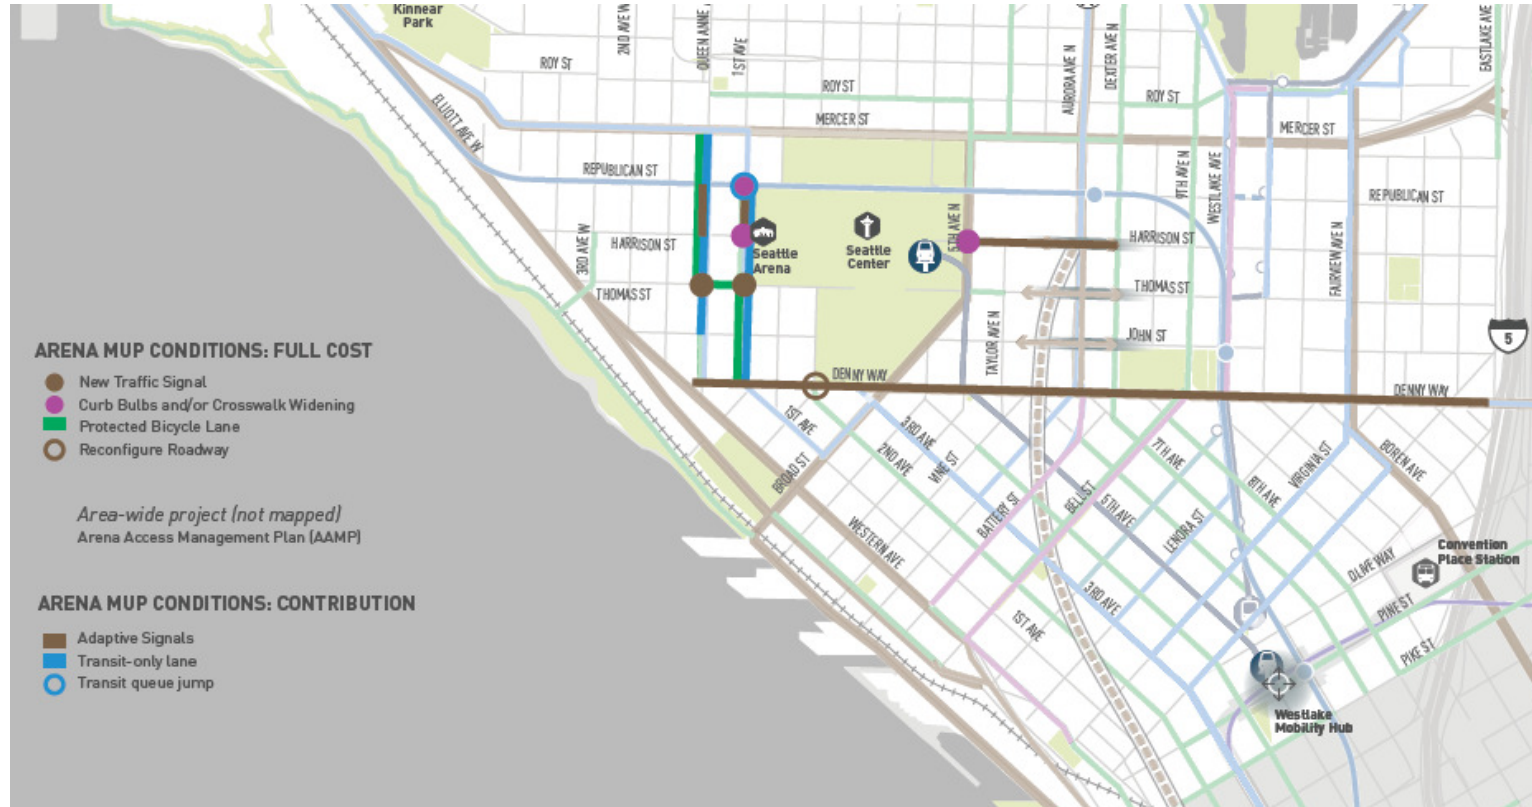 Kinnear
Park
2ND AVE W
QUEEN ANNE
1ST AVE
AURORA AVE N
DEXTER AVE N
EASTLAKE AVE
ROY ST
ROY ST
ROY ST
ELLIOTT AVE W
MERCER ST
MERCER ST
REPUBLICAN ST
9TH AVE N
WESTLAKE AVE
REPUBLICAN ST
3RD AVE W
HARRISON ST
Seattle
Arena
Seattle
Center
5TH AVE N
HARRISON ST
FAIRVIEW AVE N
THOMAS ST
THOMAS ST
TAYLOR AVE N
JOHN ST
5
DENNY WAY
DENNY WAY
ARENA MUP CONDITIONS: FULL COST
New Traffic Signal
Curb Bulbs and/or Crosswalk Widening
Protected Bicycle Lane
Reconfigure Roadway
Area-wide project (not mapped)
Arena Access Management Plan (AAMP)
ARENA MUP CONDITIONS: CONTRIBUTION
Adaptive Signals
Transit-only lane
Transit queue jump
1ST AVE
3RD AVE
2ND AVE
VINE ST
BROAD ST
7TH AVE
8TH AVE
VIRGINIA ST
BOREN AVE
BATTERY ST
BELL ST
5TH AVE
LENORA ST
WESTERN AVE
OLIVE WAY
Convention
Place Station
3RD AVE
1ST AVE
PINE ST
PIKE ST
Westlake
Mobility Hub